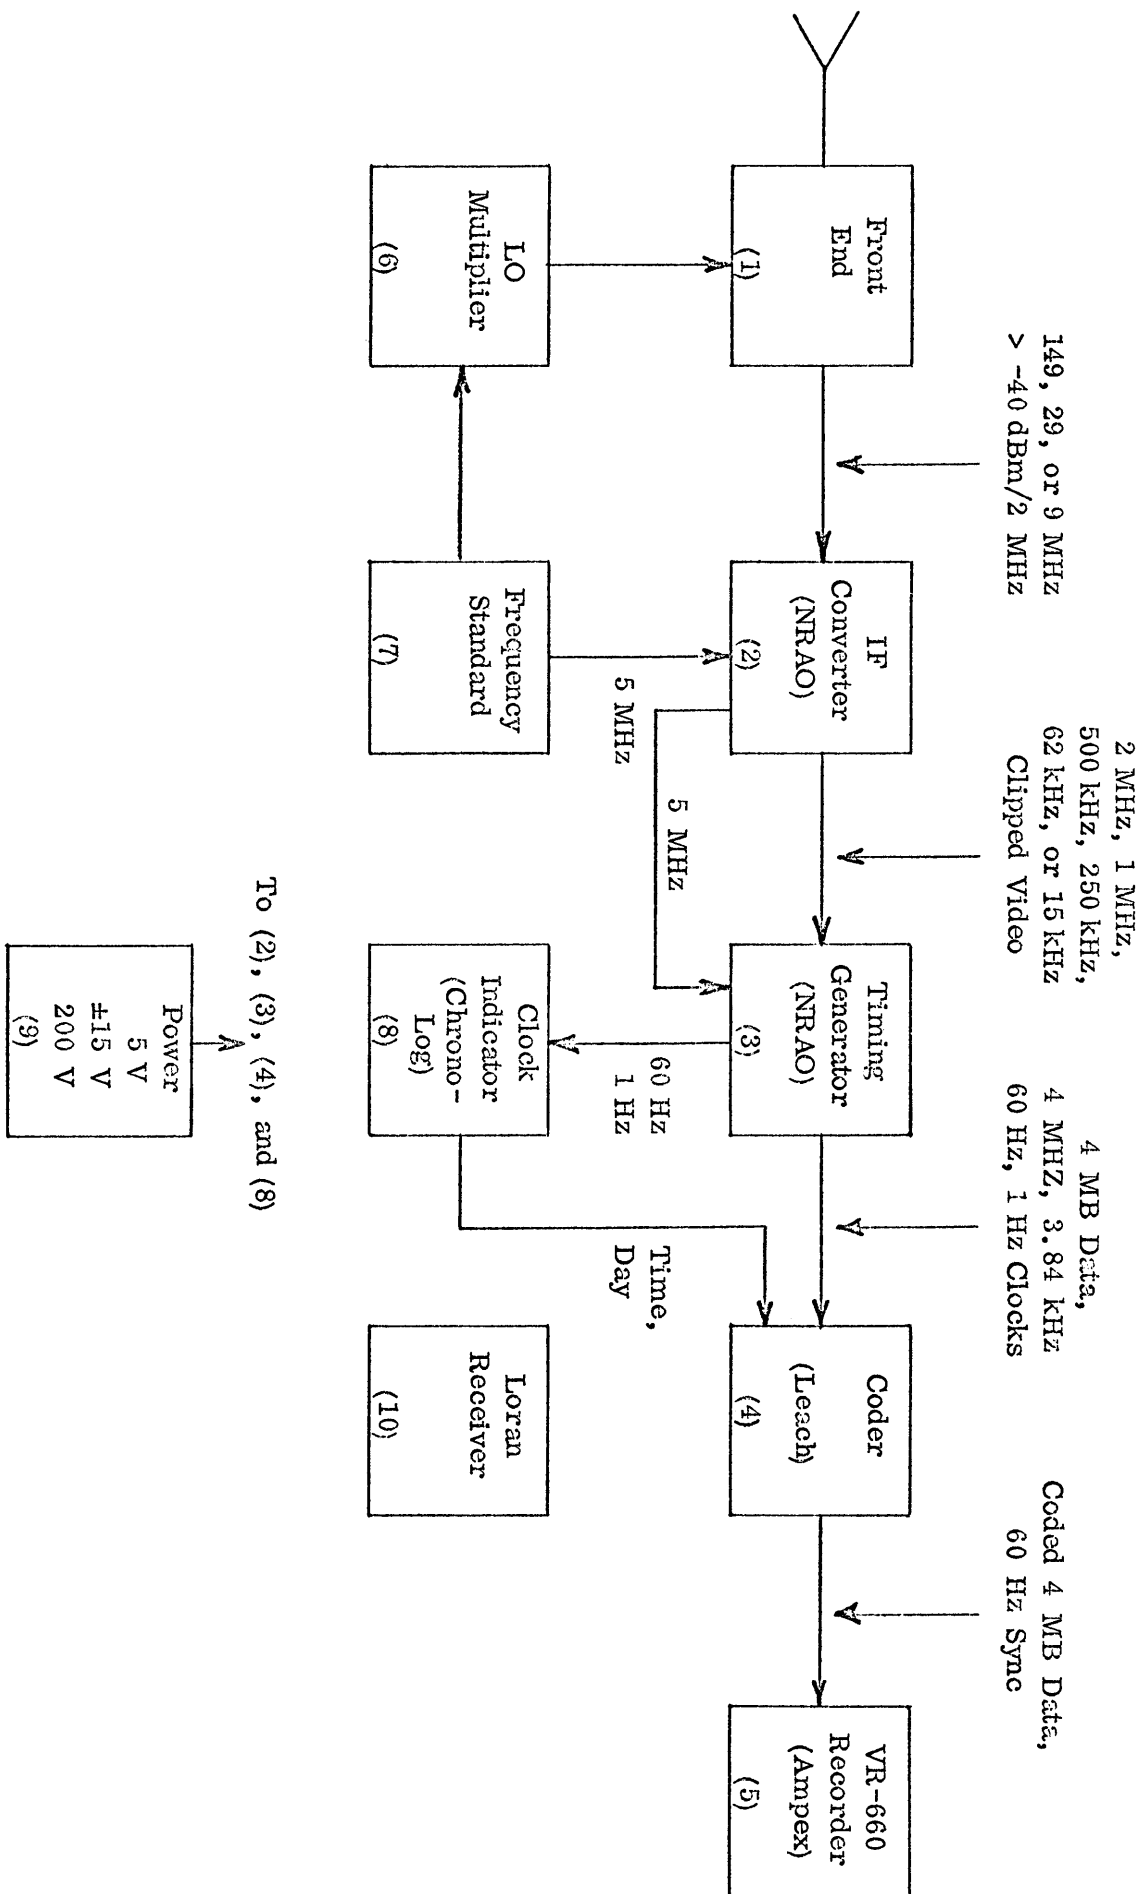 149, 29, or 9 MHz
> -40 dBm/2 MHz
2 MHz, 1 MHz,
500 kHz, 250 kHz,
62 kHz, or 15 kHz
Clipped Video
4 MB Data,
4 MHZ, 3.84 kHz
60 Hz, 1 Hz Clocks
Coded 4 MB Data,
60 Hz Sync
Front
End
(1)
IF
Converter
(NRAO)
(2)
Timing
Generator
(NRAO)
(3)
Coder
(Leach)
(4)
VR-660
Recorder
(Ampex)
(5)
5 MHz
5 MHz
60 Hz
1 Hz
Time,
Day
LO
Multiplier
(6)
Frequency
Standard
(7)
Clock
Indicator
(Chrono-
Log)
(8)
Loran
Receiver
(10)
To (2), (3), (4), and (8)
Power
5 V
±15 V
200 V
(9)